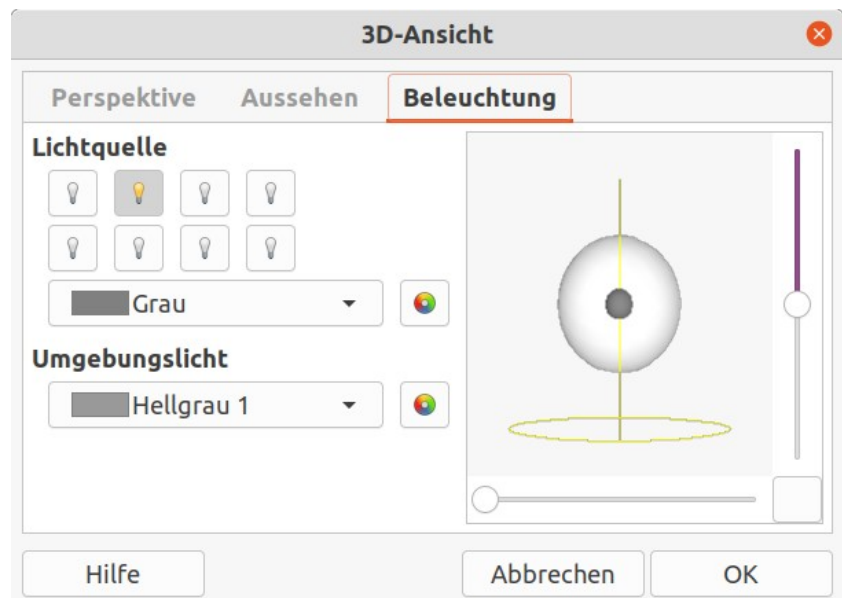 3D-Ansicht
Perspektive Aussehen Beleuchtung
Lichtquelle
Grau
Umgebungslicht
Hellgrau 1
Hilfe Abbrechen OK